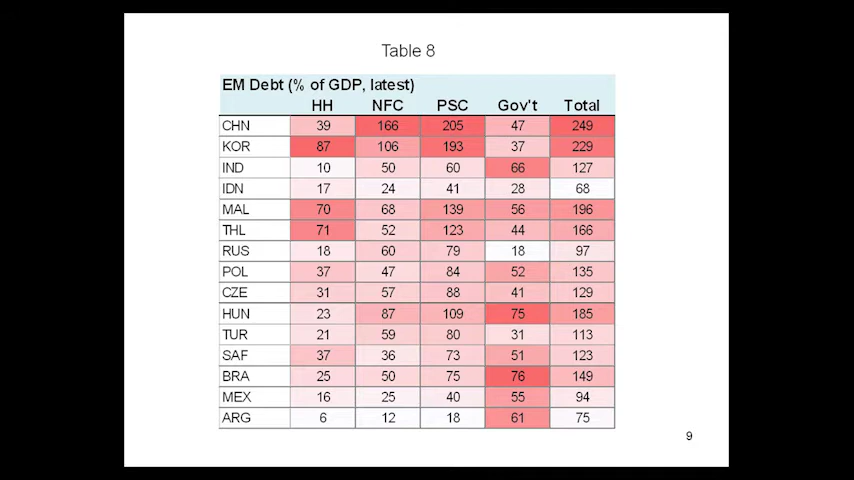 Table 8
EM Debt (% of GDP, latest)
HH NFC PSC Gov't Total
CHN 39 166 205 47 249
KOR 87 106 193 37 229
IND 10 50 60 66 127
IDN 17 24 41 28 68
MAL 70 68 139 56 196
THL 71 52 123 44 166
RUS 18 60 79 18 97
POL 37 47 84 52 135
CZE 31 57 88 41 129
HUN 23 87 109 75 185
TUR 21 59 80 31 113
SAF 37 36 73 51 123
BRA 25 50 75 76 149
MEX 16 25 40 55 94
ARG 6 12 18 61 75
9